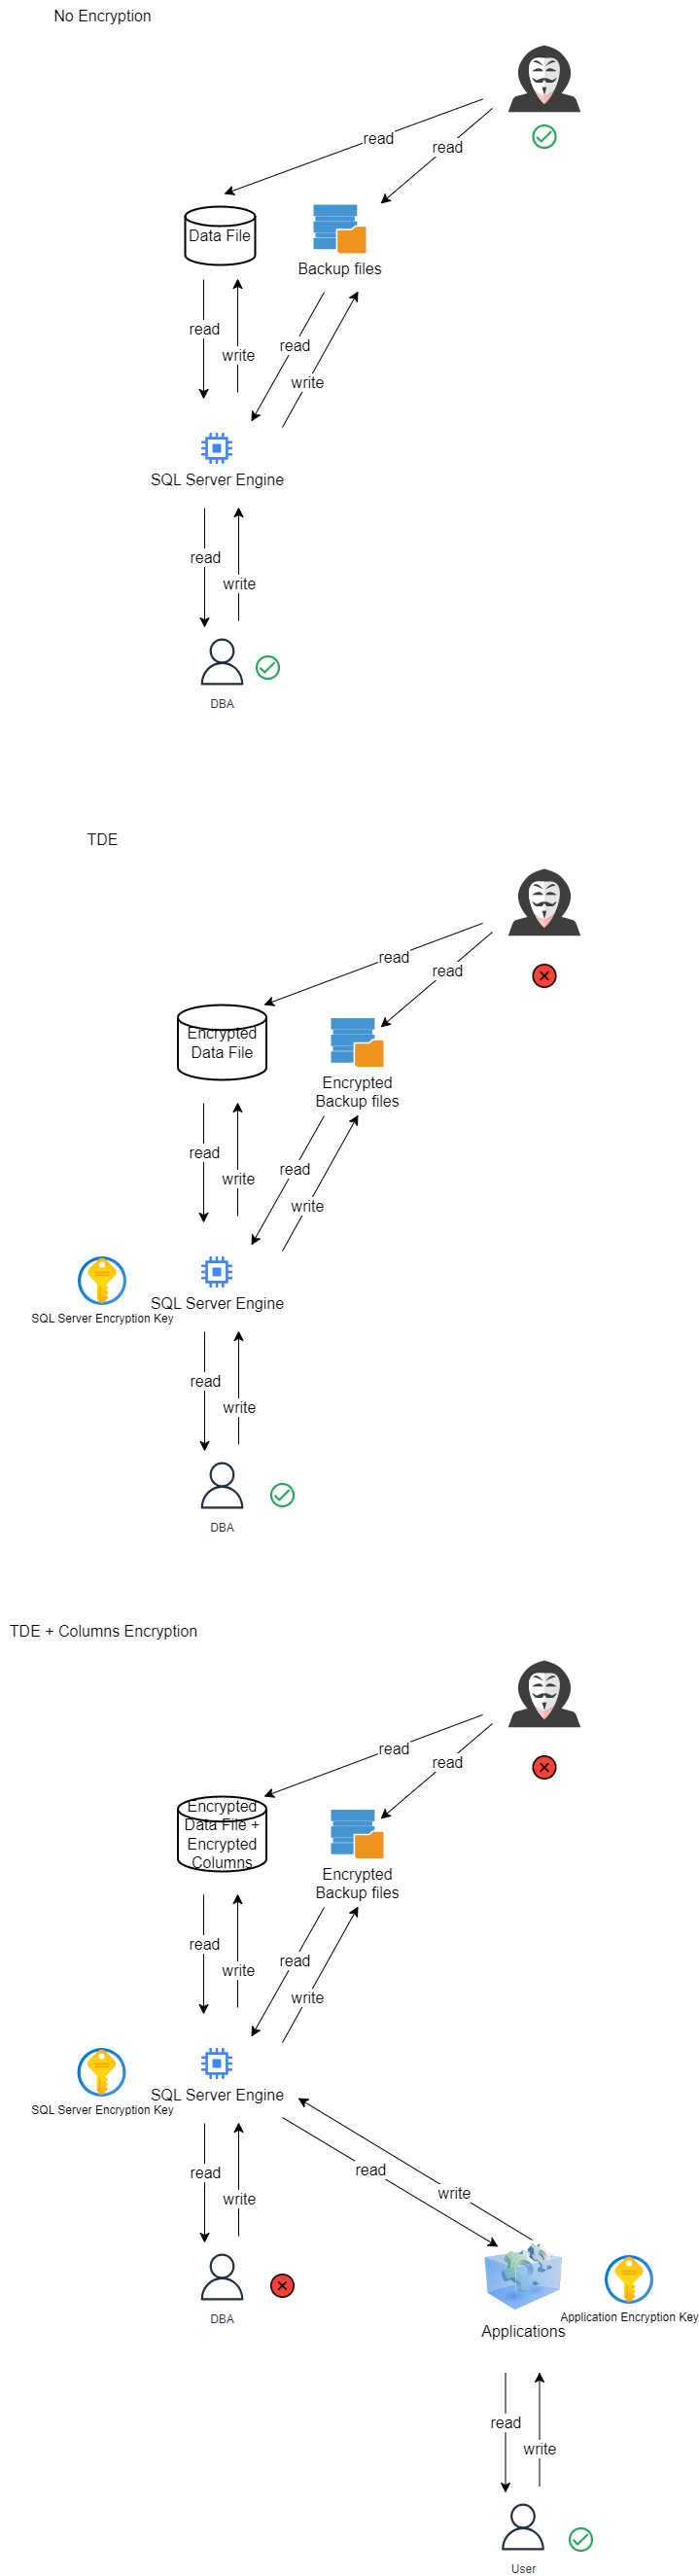 No Encryption
read
read
Data File
Backup files
read
write
read
write
SQL Server Engine
read
write
DBA
TDE
read
read
Encrypted
Data File
Encrypted
Backup files
read
write
read
write
SQL Server Encryption Key
SQL Server Engine
read
write
DBA
TDE + Columns Encryption
read
read
Encrypted
Data File +
Encrypted
Columns
Encrypted
Backup files
read
write
read
write
SQL Server Encryption Key
SQL Server Engine
read
write
read
write
DBA
Applications
Application Encryption Key
read
write
User